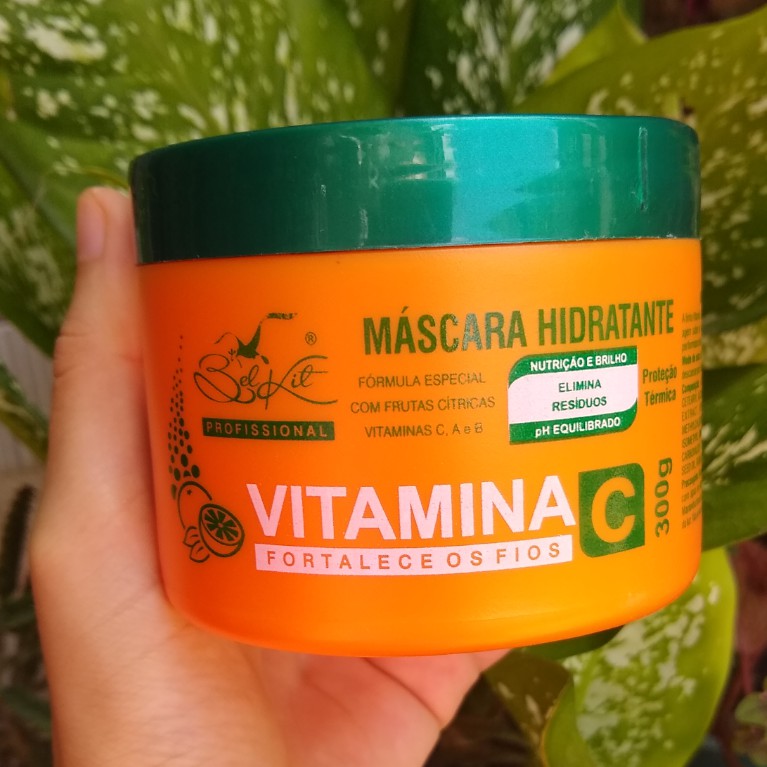 MÁSCARA HIDRATANTE
Bel Kit ®
PROFISSIONAL
FÓRMULA ESPECIAL
COM FRUTAS CÍTRICAS
VITAMINAS C, A e B
NUTRIÇÃO E BRILHO
ELIMINA
RESÍDUOS
pH EQUILIBRADO
Proteção
Térmica
VITAMINA C
FORTALECE OS FIOS
300g